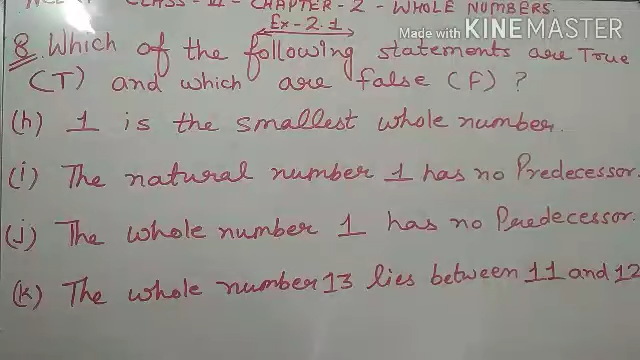 CLASS - VI - CHAPTER - 2 - WHOLE NUMBERS.
Ex - 2.1
Made with KINEMASTER
8. Which of the following statements are True
(T) and which are false (F) ?
(h) 1 is the smallest whole number.
(i) The natural number 1 has no Predecessor.
(j) The whole number 1 has no Predecessor.
(k) The whole number 13 lies between 11 and 12